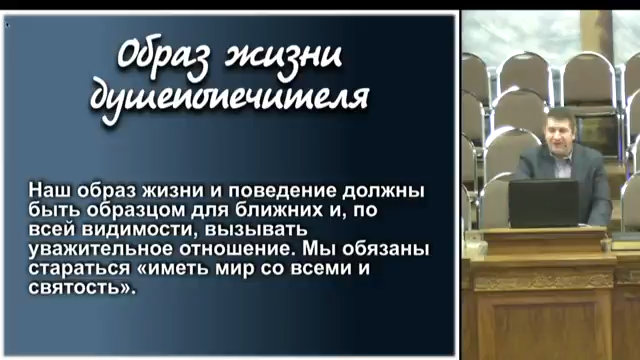 Образ жизни
душепопечителя
Наш образ жизни и поведение должны
быть образцом для ближних и, по
всей видимости, вызывать
уважительное отношение. Мы обязаны
стараться «иметь мир со всеми и
святость».